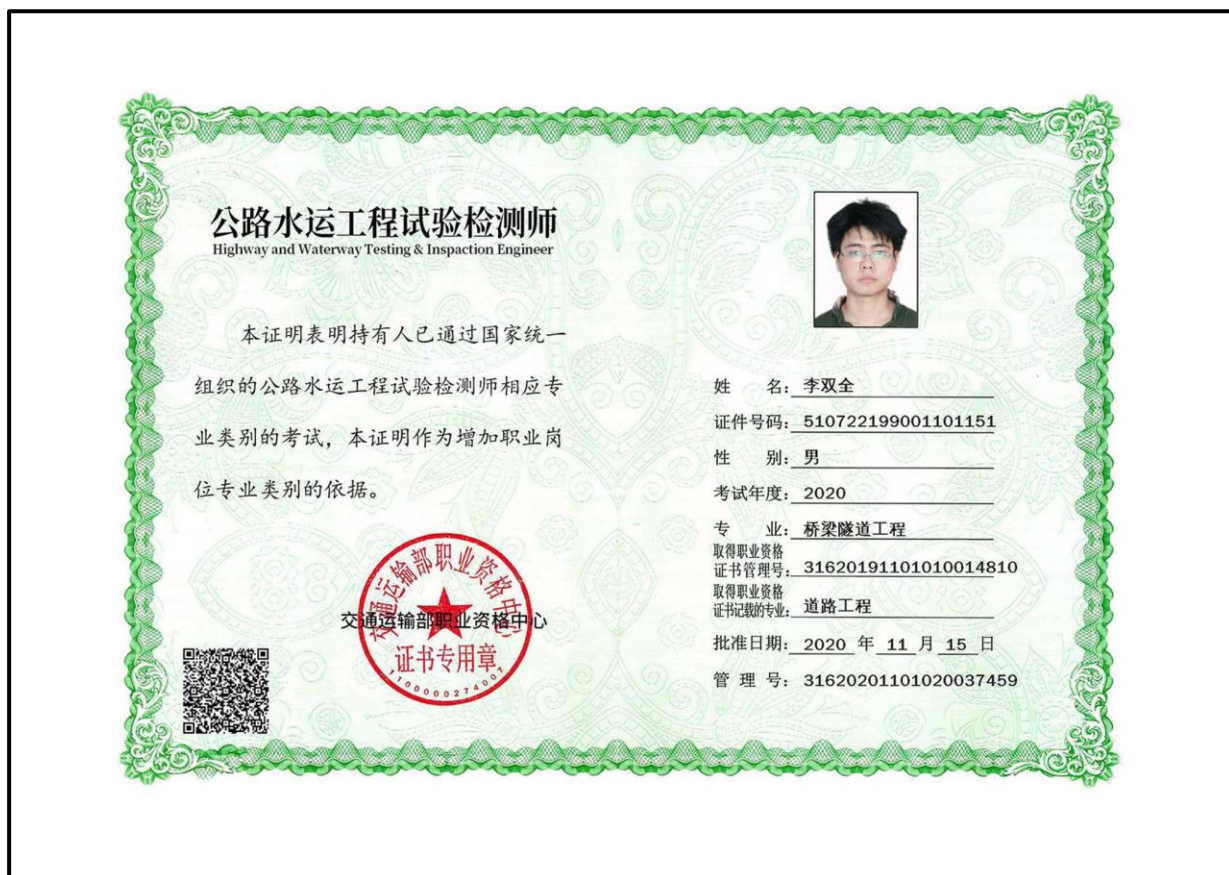 公路水运工程试验检测师
Highway and Waterway Testing & Inspaction Engineer
本证明表明持有人已通过国家统一
组织的公路水运工程试验检测师相应专
业类别的考试，本证明作为增加职业岗
位专业类别的依据。
交通运输部职业资格中心
交通运输部职业资格中心
证书专用章
1100000274007
姓 名：李双全
证件号码：510722199001101151
性 别：男
考试年度：2020
专 业：桥梁隧道工程
取得职业资格
证书管理号：31620191101010014810
取得职业资格
证书记载的专业：道路工程
批准日期：2020 年 11 月 15 日
管 理 号：31620201101020037459